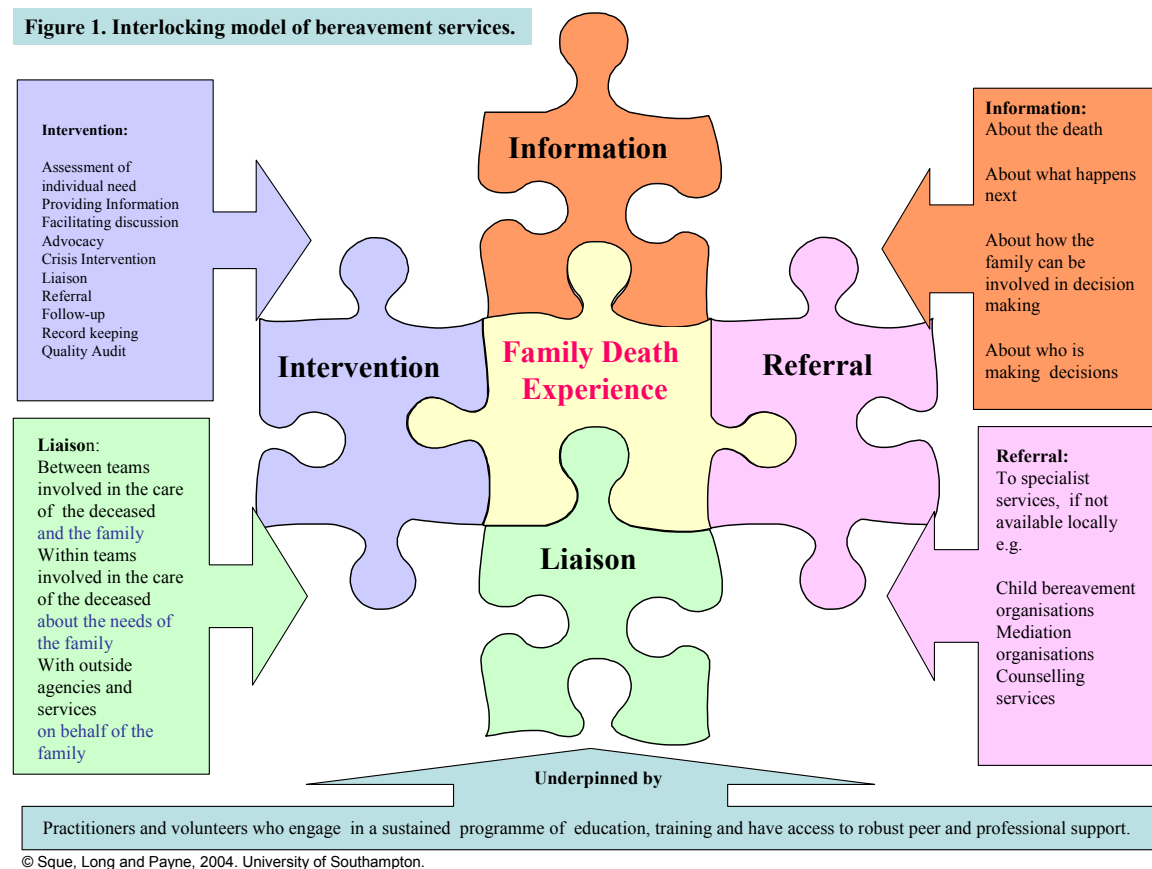 Figure 1. Interlocking model of bereavement services.
Intervention:
Assessment of
individual need
Providing Information
Facilitating discussion
Advocacy
Crisis Intervention
Liaison
Referral
Follow-up
Record keeping
Quality Audit
Liaison:
Between teams
involved in the care
of the deceased
and the family
Within teams
involved in the care
of the deceased
about the needs of
the family
With outside
agencies and
services
on behalf of the
family
Information
Intervention
Family Death
Experience
Referral
Liaison
Information:
About the death
About what happens
next
About how the
family can be
involved in decision
making
About who is
making decisions
Referral:
To specialist
services, if not
available locally
e.g.
Child bereavement
organisations
Mediation
organisations
Counselling
services
Underpinned by
Practitioners and volunteers who engage in a sustained programme of education, training and have access to robust peer and professional support.
© Sque, Long and Payne, 2004. University of Southampton.